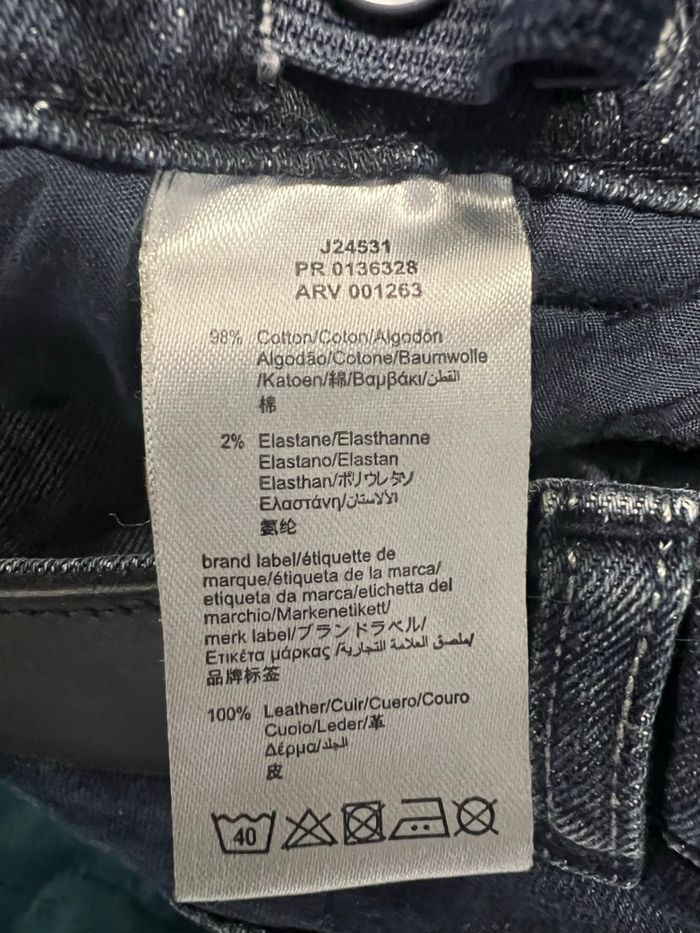 J24531
PR 0136328
ARV 001263
98% Cotton/Coton/Algodón
Algodão/Cotone/Baumwolle
/Katoen/綿/Βαμβάκι/القطن
棉
2% Elastane/Elasthanne
Elastano/Elastan
Elasthan/ポリウレタン
Ελαστάνη/الألاستان
氨纶
brand label/étiquette de
marque/étiqueta de la marca/
etiqueta da marca/etichetta del
marchio/Markenetikett/
merk label/ブランドラベル/
Ετικέτα μάρκας /ملصق العلامة التجارية/
品牌标签
100% Leather/Cuir/Cuero/Couro
Cuoio/Leder/革
Δέρμα/الجلد
皮
40